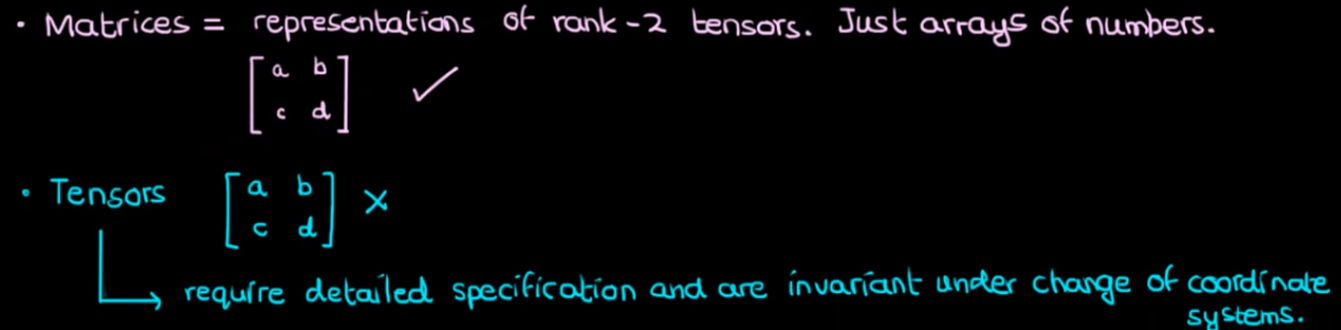 • Matrices = representations of rank-2 tensors. Just arrays of numbers.
[a b
c d] ✓
• Tensors [a b
c d] ×
→ require detailed specification and are invariant under change of coordinate
systems.